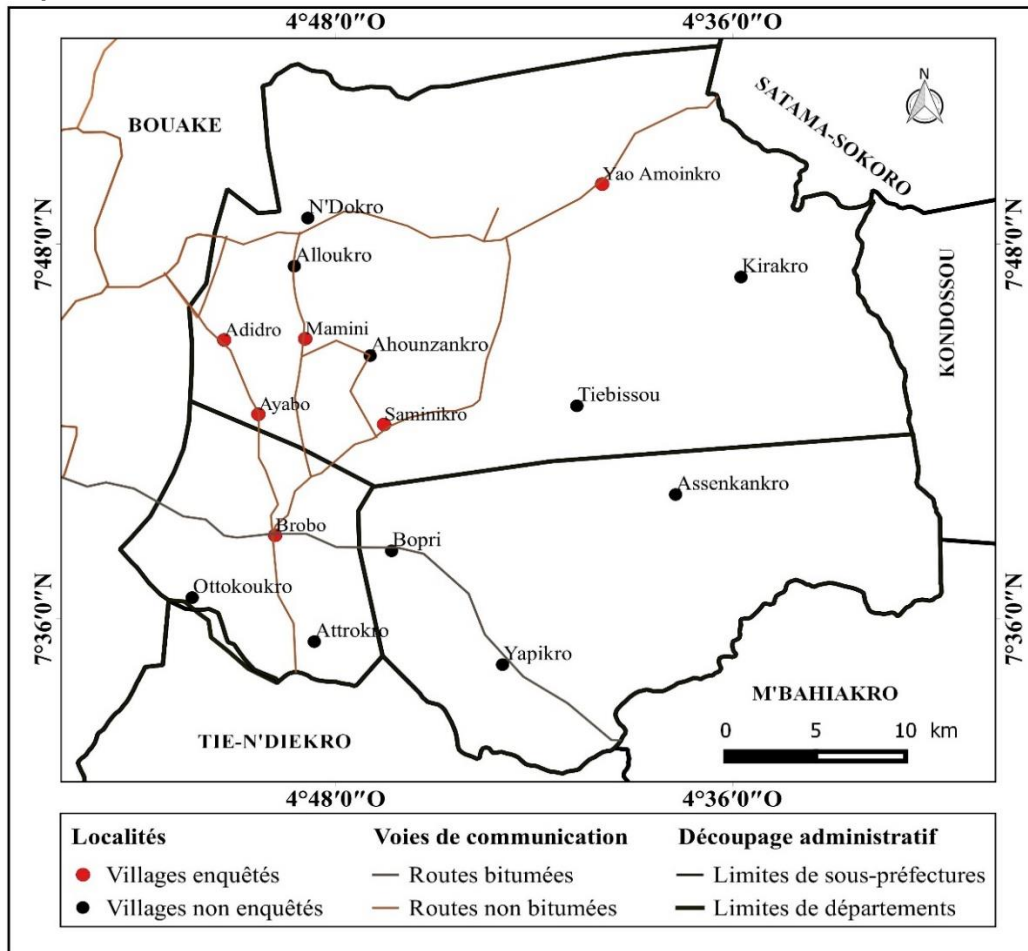 4°48′0″O 4°36′0″O
N
BOUAKE
SATAMA-SOKORO
Yao Amoinkro
N'Dokro
7°48′0″N 7°48′0″N
Alloukro
Kirakro
KONDOSSOU
Adidro Mamini
Ahounzankro
Ayabo
Saminikro
Tiebissou
Assenkankro
Brobo
Bopri
Ottokoukro
7°36′0″N 7°36′0″N
Attrokro
Yapikro
M'BAHIAKRO
TIE-N'DIEKRO
0 5 10 km
4°48′0″O 4°36′0″O
Localités
Villages enquêtés
Villages non enquêtés
Voies de communication
Routes bitumées
Routes non bitumées
Découpage administratif
Limites de sous-préfectures
Limites de départements